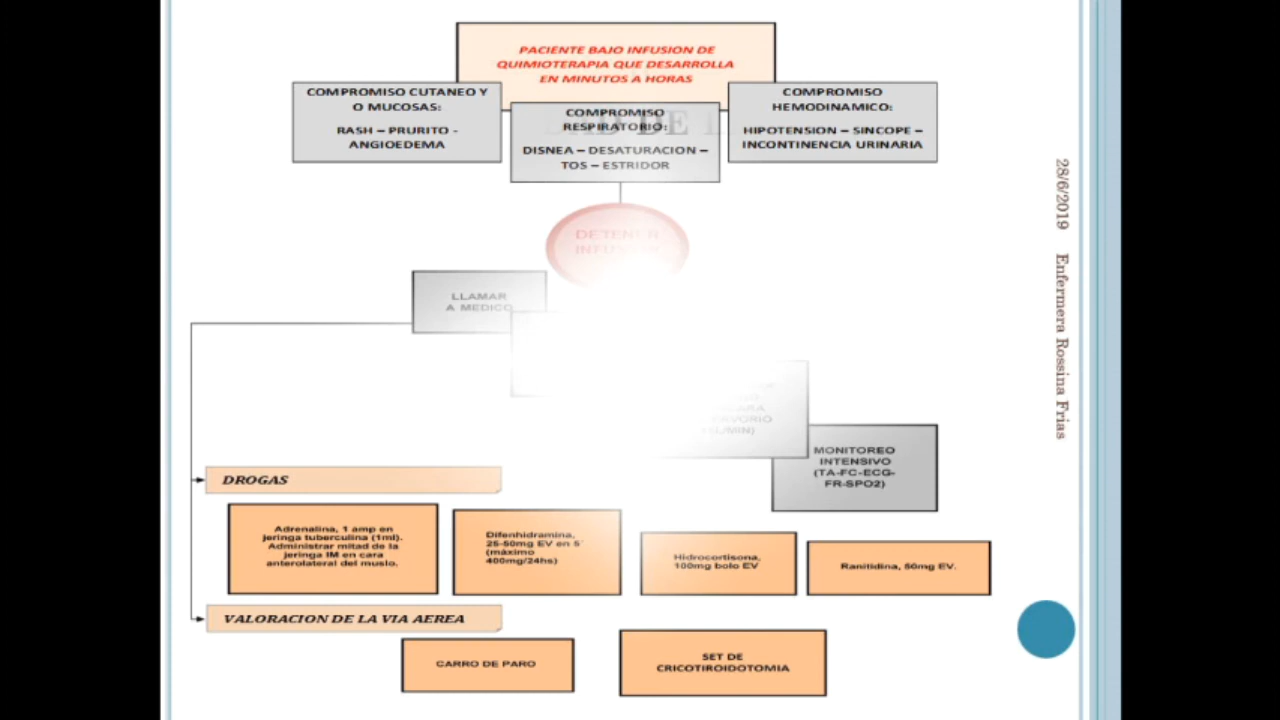 PACIENTE BAJO INFUSION DE
QUIMIOTERAPIA QUE DESARROLLA
EN MINUTOS A HORAS
COMPROMISO CUTANEO Y
O MUCOSAS:
RASH – PRURITO -
ANGIOEDEMA
COMPROMISO
RESPIRATORIO:
DISNEA – DESATURACION –
TOS – ESTRIDOR
COMPROMISO
HEMODINAMICO:
HIPOTENSION – SINCOPE –
INCONTINENCIA URINARIA
DE
DETENER
LLAMAR
A MEDICO
MONITOREO
INTENSIVO
(TA-FC-ECG-
FR-SPO2)
DROGAS
Adrenalina, 1 amp en
jeringa tuberculina (1ml).
Administrar mitad de la
jeringa IM en cara
anterolateral del muslo.
Difenhidramina,
25-50mg EV en 5´
(máximo
400mg/24hs)
Hidrocortisona,
100mg bolo EV
Ranitidina, 50mg EV.
VALORACION DE LA VIA AEREA
CARRO DE PARO
SET DE
CRICOTIROIDOTOMIA
28/6/2019 Enfermera Rossina Frias